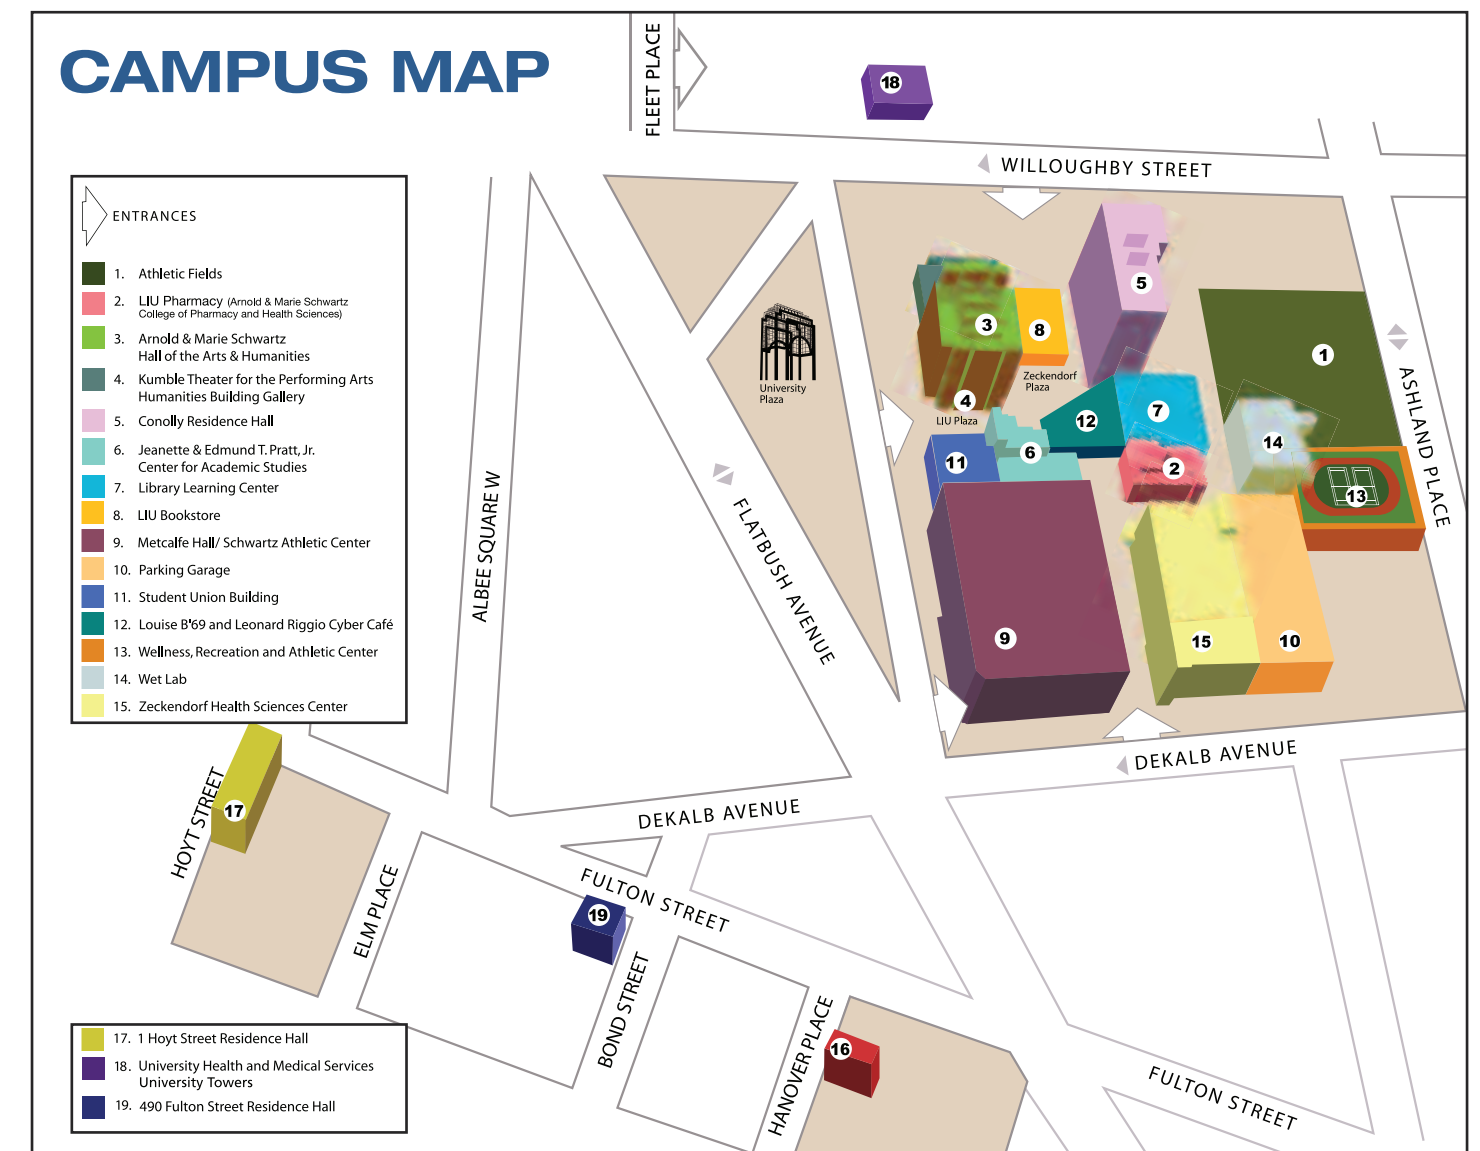 CAMPUS MAP
FLEET PLACE
18
WILLOUGHBY STREET
ENTRANCES
1. Athletic Fields
2. LIU Pharmacy (Arnold & Marie Schwartz
College of Pharmacy and Health Sciences)
3. Arnold & Marie Schwartz
Hall of the Arts & Humanities
4. Kumble Theater for the Performing Arts
Humanities Building Gallery
5. Conolly Residence Hall
6. Jeanette & Edmund T. Pratt, Jr.
Center for Academic Studies
7. Library Learning Center
8. LIU Bookstore
9. Metcalfe Hall/ Schwartz Athletic Center
10. Parking Garage
11. Student Union Building
12. Louise B'69 and Leonard Riggio Cyber Café
13. Wellness, Recreation and Athletic Center
14. Wet Lab
15. Zeckendorf Health Sciences Center
5
3
8
1
Zeckendorf
Plaza
University
Plaza
4
LIU Plaza
7
12
14
6
11
2
13
ASHLAND PLACE
ALBEE SQUARE W
FLATBUSH AVENUE
9
15
10
DEKALB AVENUE
DEKALB AVENUE
HOYT STREET
17
ELM PLACE
FULTON STREET
19
BOND STREET
HANOVER PLACE
16
FULTON STREET
17. 1 Hoyt Street Residence Hall
18. University Health and Medical Services
University Towers
19. 490 Fulton Street Residence Hall